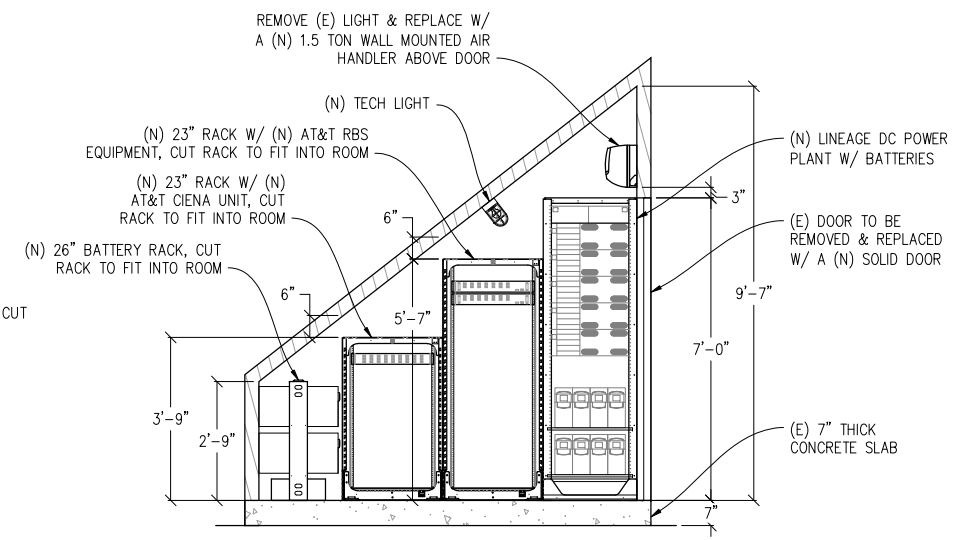 REMOVE (E) LIGHT & REPLACE W/
A (N) 1.5 TON WALL MOUNTED AIR
HANDLER ABOVE DOOR
(N) TECH LIGHT
(N) 23" RACK W/ (N) AT&T RBS
EQUIPMENT, CUT RACK TO FIT INTO ROOM
(N) 23" RACK W/ (N)
AT&T CIENA UNIT, CUT
RACK TO FIT INTO ROOM
(N) 26" BATTERY RACK, CUT
RACK TO FIT INTO ROOM
CUT
(N) LINEAGE DC POWER
PLANT W/ BATTERIES
3"
(E) DOOR TO BE
REMOVED & REPLACED
W/ A (N) SOLID DOOR
6"
6"
5'-7"
9'-7"
7'-0"
3'-9"
2'-9"
(E) 7" THICK
CONCRETE SLAB
7"